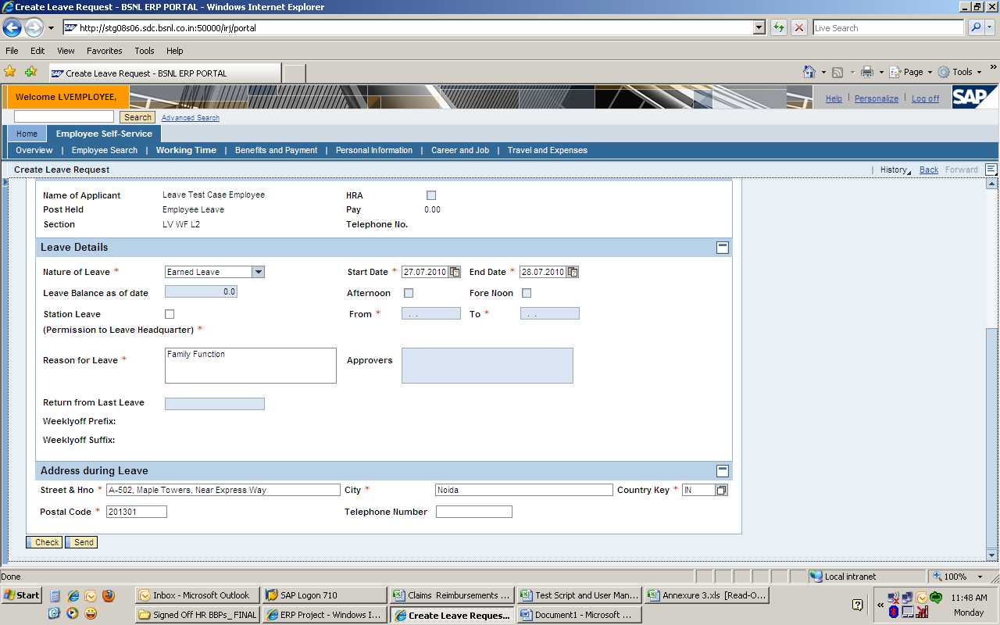 Create Leave Request - BSNL ERP PORTAL - Windows Internet Explorer
SAP http://stg08s06.sdc.bsnl.co.in:50000/irj/portal Live Search
File Edit View Favorites Tools Help
SAP Create Leave Request - BSNL ERP PORTAL Page Tools »
Welcome LVEMPLOYEE, Help Personalize Log off SAP
Search Advanced Search
Home Employee Self-Service
Overview | Employee Search | Working Time | Benefits and Payment | Personal Information | Career and Job | Travel and Expenses
Create Leave Request | History Back Forward
Name of Applicant Leave Test Case Employee HRA
Post Held Employee Leave Pay 0.00
Section LV WF L2 Telephone No.
Leave Details
Nature of Leave * Earned Leave Start Date * 27.07.2010 End Date * 28.07.2010
Leave Balance as of date 0.0 Afternoon Fore Noon
Station Leave From * . . To * . .
(Permission to Leave Headquarter) *
Reason for Leave * Family Function Approvers
Return from Last Leave
Weeklyoff Prefix:
Weeklyoff Suffix:
Address during Leave
Street & Hno * A-502, Maple Towers, Near Express Way City * Noida Country Key * IN
Postal Code * 201301 Telephone Number
Check Send
Done Local intranet 100%
Start Inbox - Microsoft Outlook SAP Logon 710 Claims Reimbursements ... Test Script and User Man... Annexure 3.xls [Read-O... « 11:48 AM
Signed Off HR BBPs_ FINAL ERP Project - Windows I... Create Leave Reques... Document1 - Microsoft ... Monday